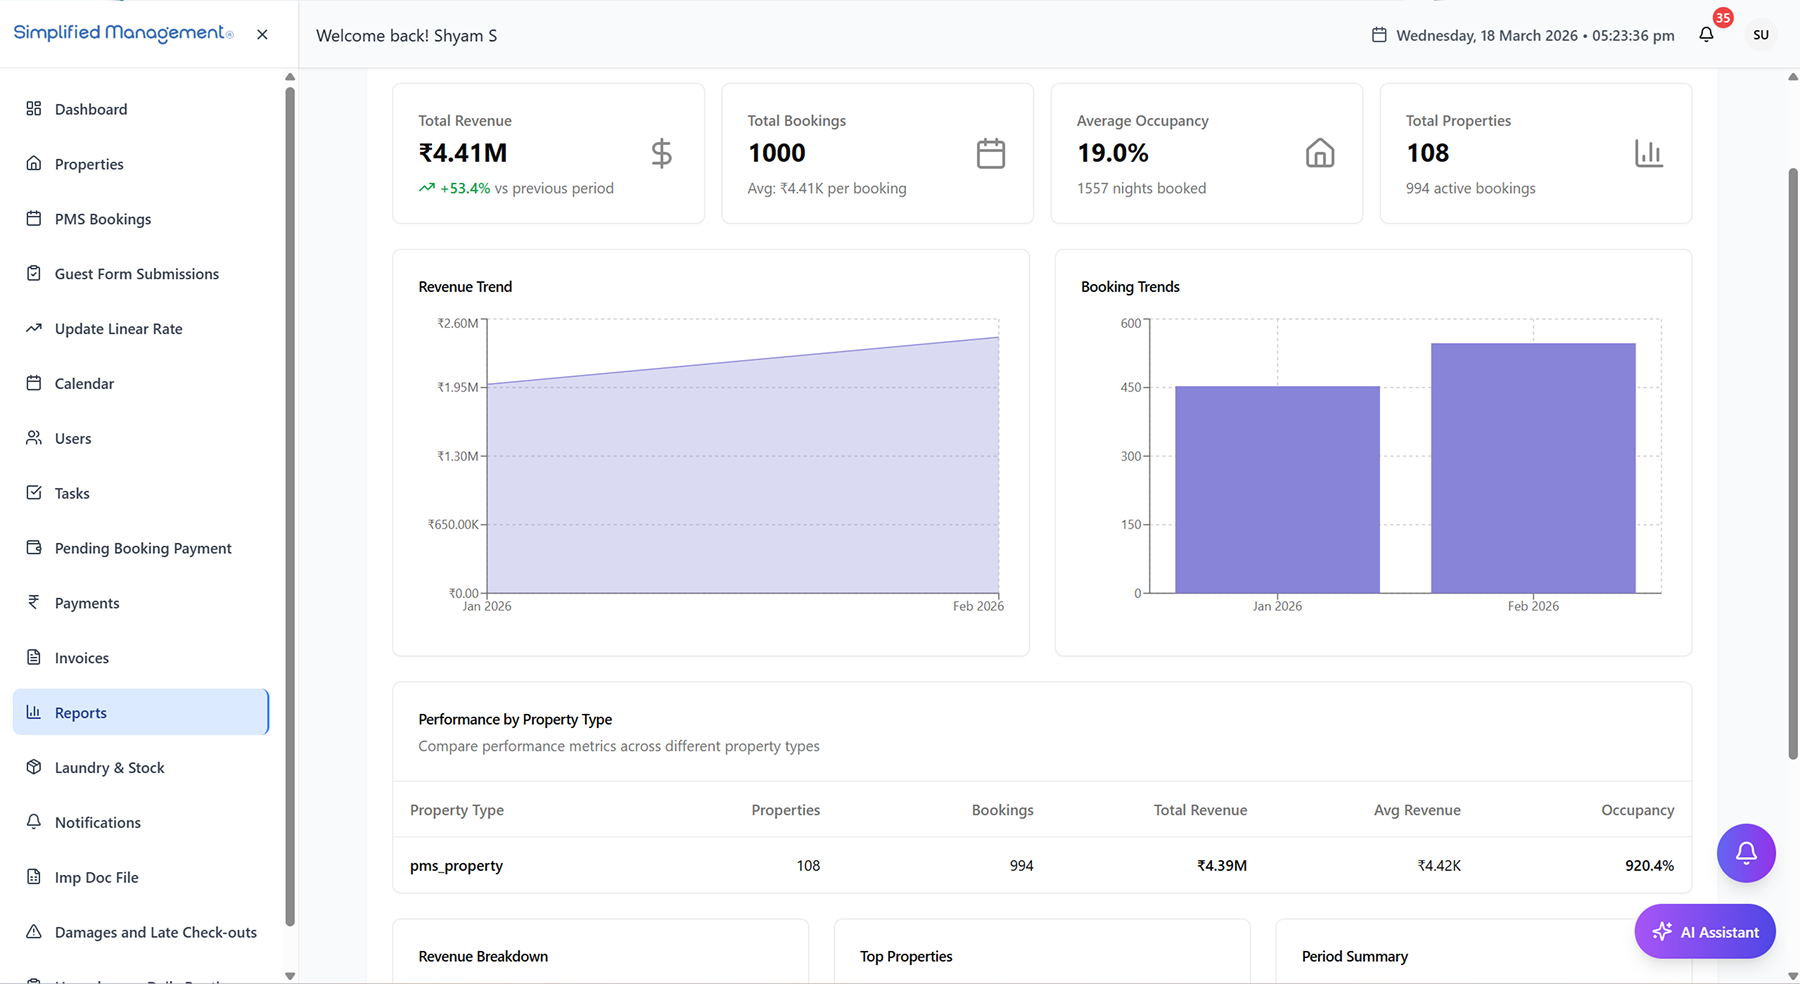 Simplified Management®
Welcome back! Shyam S
Wednesday, 18 March 2026 • 05:23:36 pm
35
SU
Dashboard
Properties
PMS Bookings
Guest Form Submissions
Update Linear Rate
Calendar
Users
Tasks
Pending Booking Payment
Payments
Invoices
Reports
Laundry & Stock
Notifications
Imp Doc File
Damages and Late Check-outs
Total Revenue
₹4.41M
+53.4% vs previous period
Total Bookings
1000
Avg: ₹4.41K per booking
Average Occupancy
19.0%
1557 nights booked
Total Properties
108
994 active bookings
Revenue Trend
₹2.60M
₹1.95M
₹1.30M
₹650.00K
₹0.00
Jan 2026
Feb 2026
Booking Trends
600
450
300
150
0
Jan 2026
Feb 2026
Performance by Property Type
Compare performance metrics across different property types
Property Type Properties Bookings Total Revenue Avg Revenue Occupancy
pms_property 108 994 ₹4.39M ₹4.42K 920.4%
Revenue Breakdown
Top Properties
Period Summary
AI Assistant